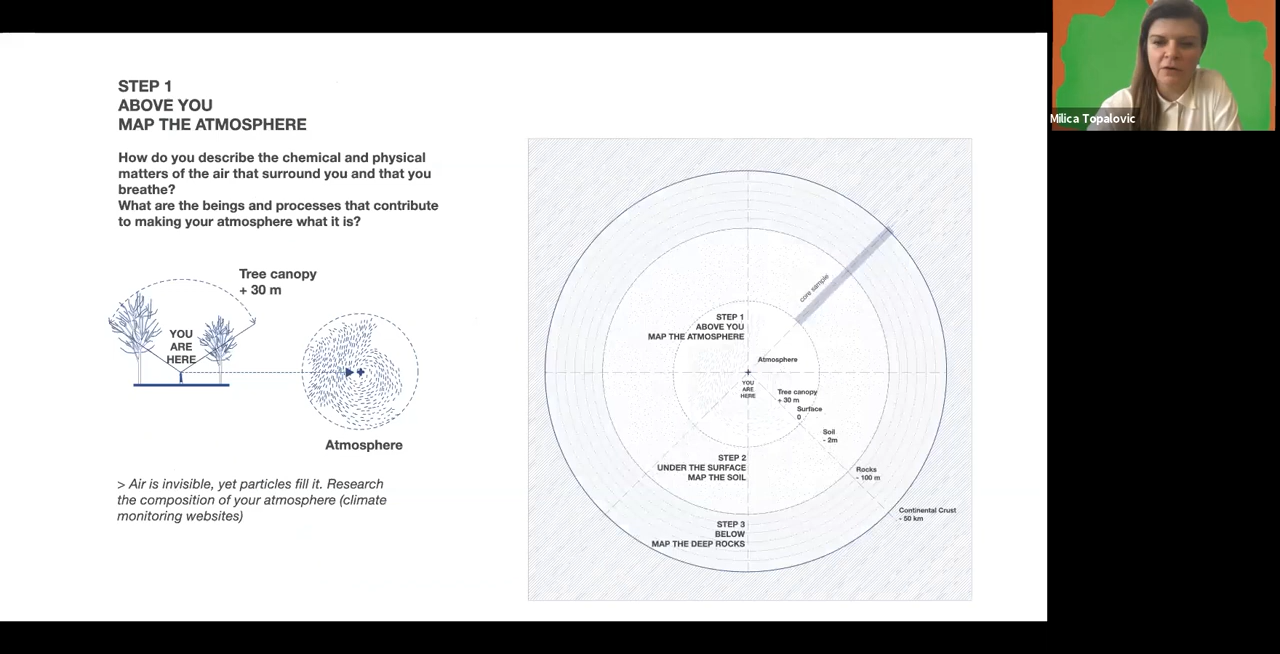 STEP 1
ABOVE YOU
MAP THE ATMOSPHERE
How do you describe the chemical and physical
matters of the air that surround you and that you
breathe?
What are the beings and processes that contribute
to making your atmosphere what it is?
Tree canopy
+ 30 m
YOU
ARE
HERE
Atmosphere
> Air is invisible, yet particles fill it. Research
the composition of your atmosphere (climate
monitoring websites)
core sample
STEP 1
ABOVE YOU
MAP THE ATMOSPHERE
Atmosphere
YOU
ARE
HERE
Tree canopy
+ 30 m
Surface
0
Soil
- 2m
STEP 2
UNDER THE SURFACE
MAP THE SOIL
Rocks
- 100 m
Continental Crust
- 50 km
STEP 3
BELOW
MAP THE DEEP ROCKS
Milica Topalovic